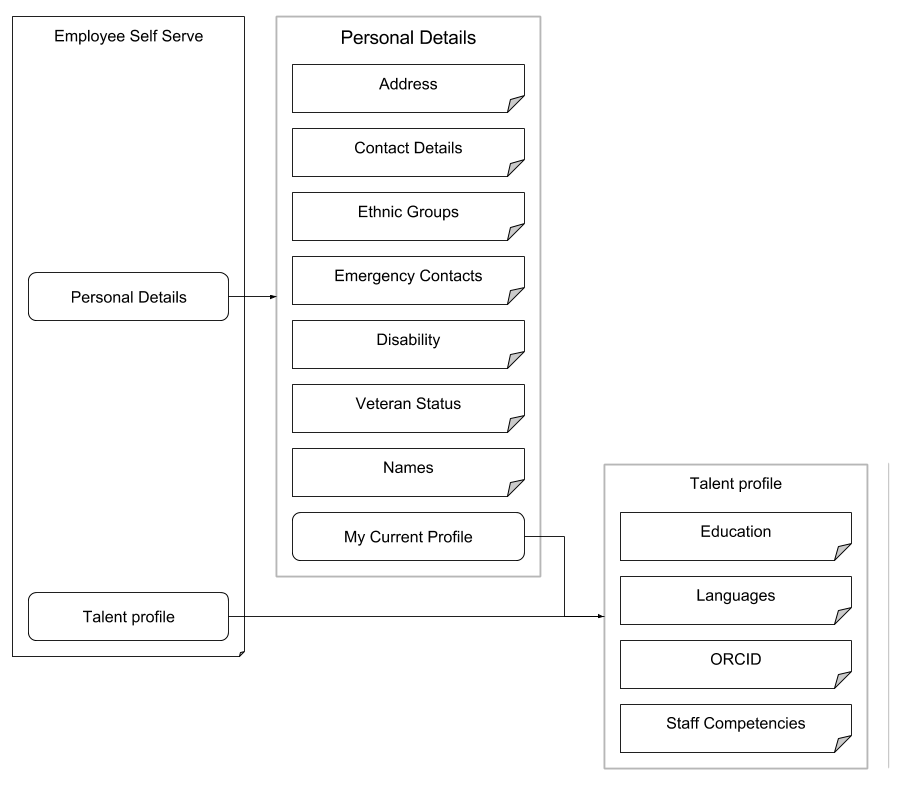 Employee Self Serve
Personal Details
Talent profile
Personal Details
Address
Contact Details
Ethnic Groups
Emergency Contacts
Disability
Veteran Status
Names
My Current Profile
Talent profile
Education
Languages
ORCID
Staff Competencies